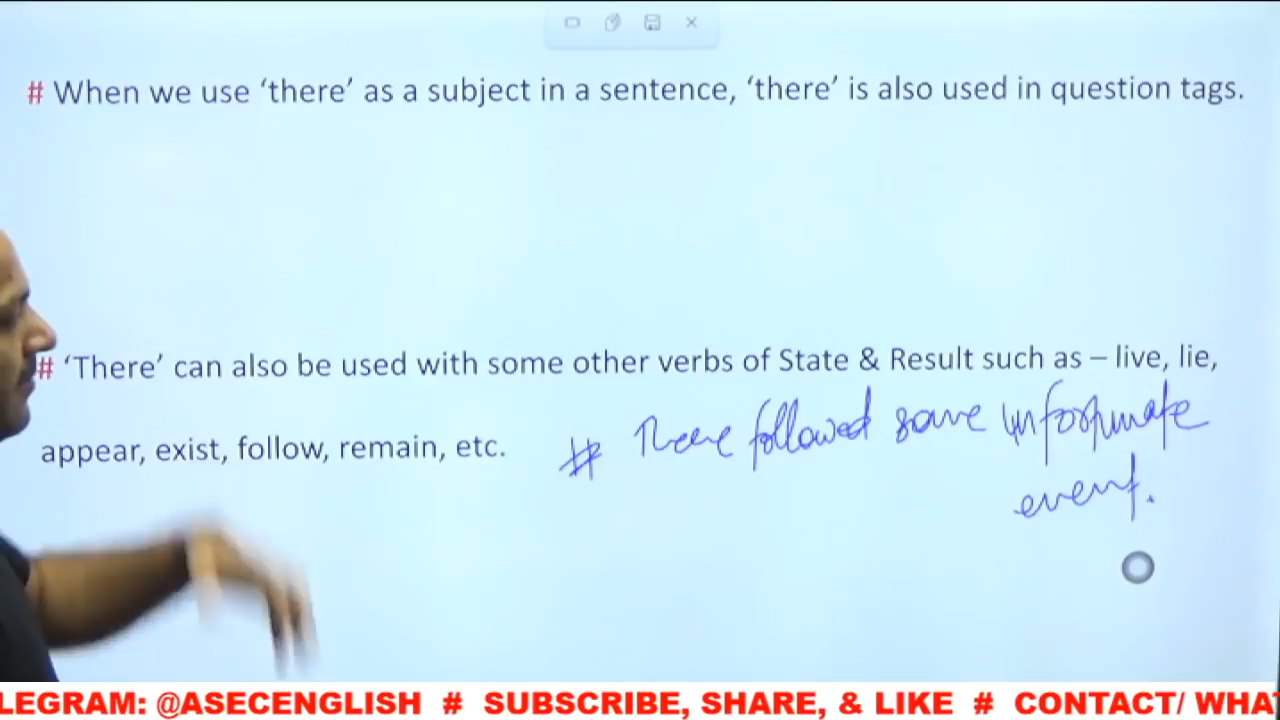 # When we use ‘there’ as a subject in a sentence, ‘there’ is also used in question tags.
# ‘There’ can also be used with some other verbs of State & Result such as – live, lie,
appear, exist, follow, remain, etc.
# There followed some unfortunate
event.
LEGRAM: @ASECENGLISH # SUBSCRIBE, SHARE, & LIKE # CONTACT/ WHA